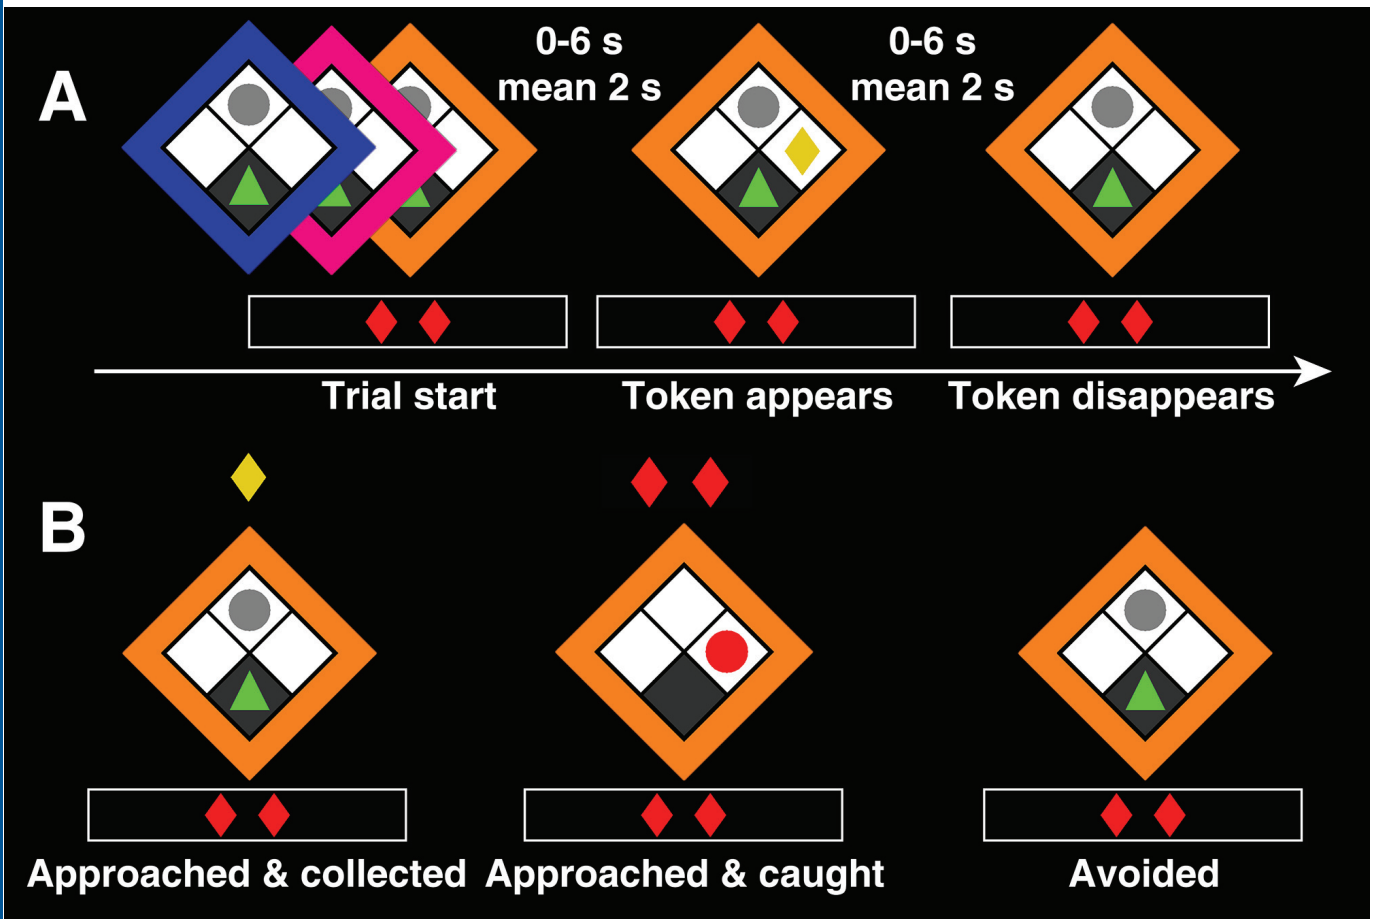 A
0-6 s
mean 2 s
0-6 s
mean 2 s
Trial start
Token appears
Token disappears
B
Approached & collected
Approached & caught
Avoided